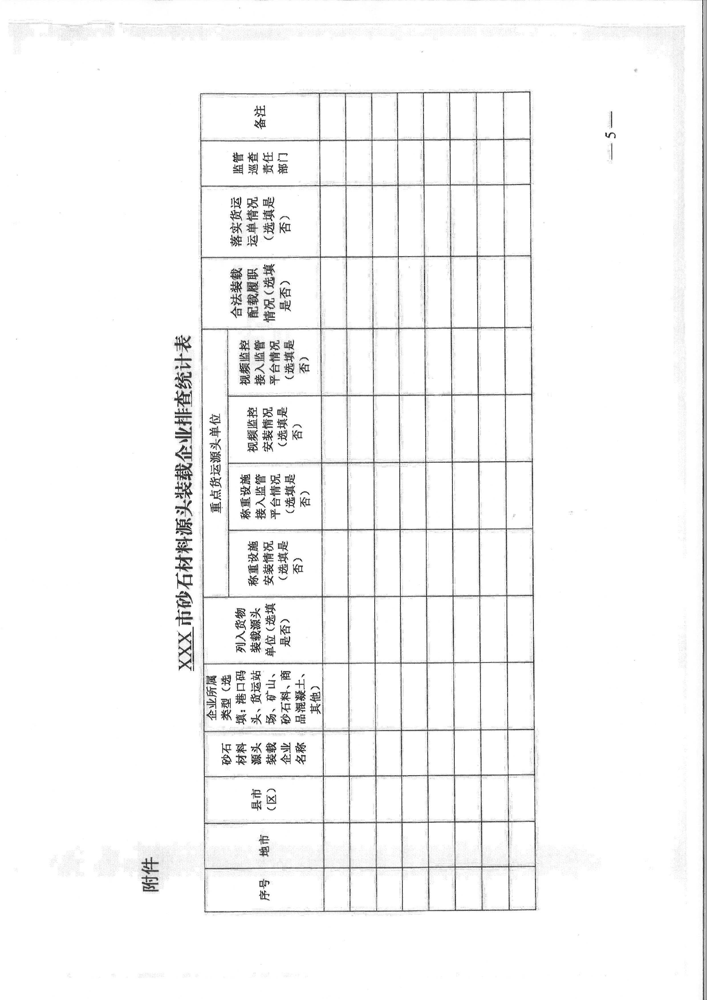 附件
XXX市砂石材料源头装载企业排查统计表
序号
地市
县市
（区）
砂石
材料
源头
装载
企业
名称
企业所属
类型（选
填：港口码
头、货运站
场、矿山、
砂石料、商
品混凝土、
其他）
列入货物
装载源头
单位（选填
是否）
重点货运源头单位
称重设施
安装情况
（选填是
否）
称重设施
接入监管
平台情况
（选填是
否）
视频监控
安装情况
（选填是
否）
视频监控
接入监管
平台情况
（选填是
否）
合法装载
配载履职
情况（选填
是否）
落实货运
运单情况
（选填是
否）
监管
巡查
责任
部门
备注
— 5 —